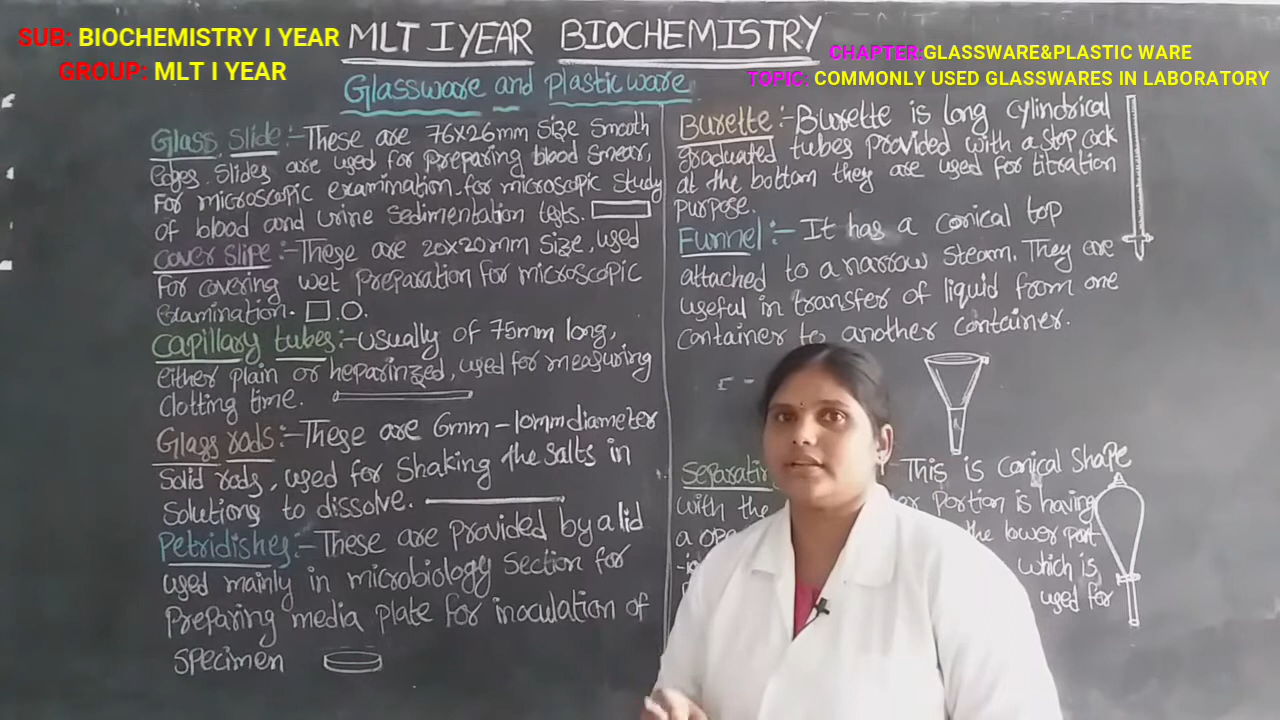 SUB: BIOCHEMISTRY I YEAR
GROUP: MLT I YEAR
MLT I YEAR BIOCHEMISTRY
CHAPTER:GLASSWARE&PLASTIC WARE
TOPIC: COMMONLY USED GLASSWARES IN LABORATORY
Glassware and plasticware
Glass Slide:- These are 76x26mm Size Smooth
Edges. Slides are used for preparing blood smear,
For microscopic examination. for microscopic study
of blood and urine Sedimentation tests.
cover slipe:- These are 20x20mm Size, used
For covering wet preparation for microscopic
Examination.
Capillary tubes:- usually of 75mm long,
either plain or heparinized, used for measuring
Clotting time.
Glass rods:- These are 6mm-10mm diameter
Solid rods, used for Shaking the salts in
Solutions to dissolve.
Petridishes:- These are provided by a lid
used mainly in microbiology Section for
Preparing media plate for inoculation of
Specimen
Burette:- Burette is long cylindrical
graduated tubes provided with a stop cock
at the bottom they are used for titration
purpose.
Funnel:- It has a conical top
attached to a narrow Steam. They are
useful in transfer of liquid from one
Container to another container.
This is Conical Shape
with the Portion is having
a the lower part
which is
used for